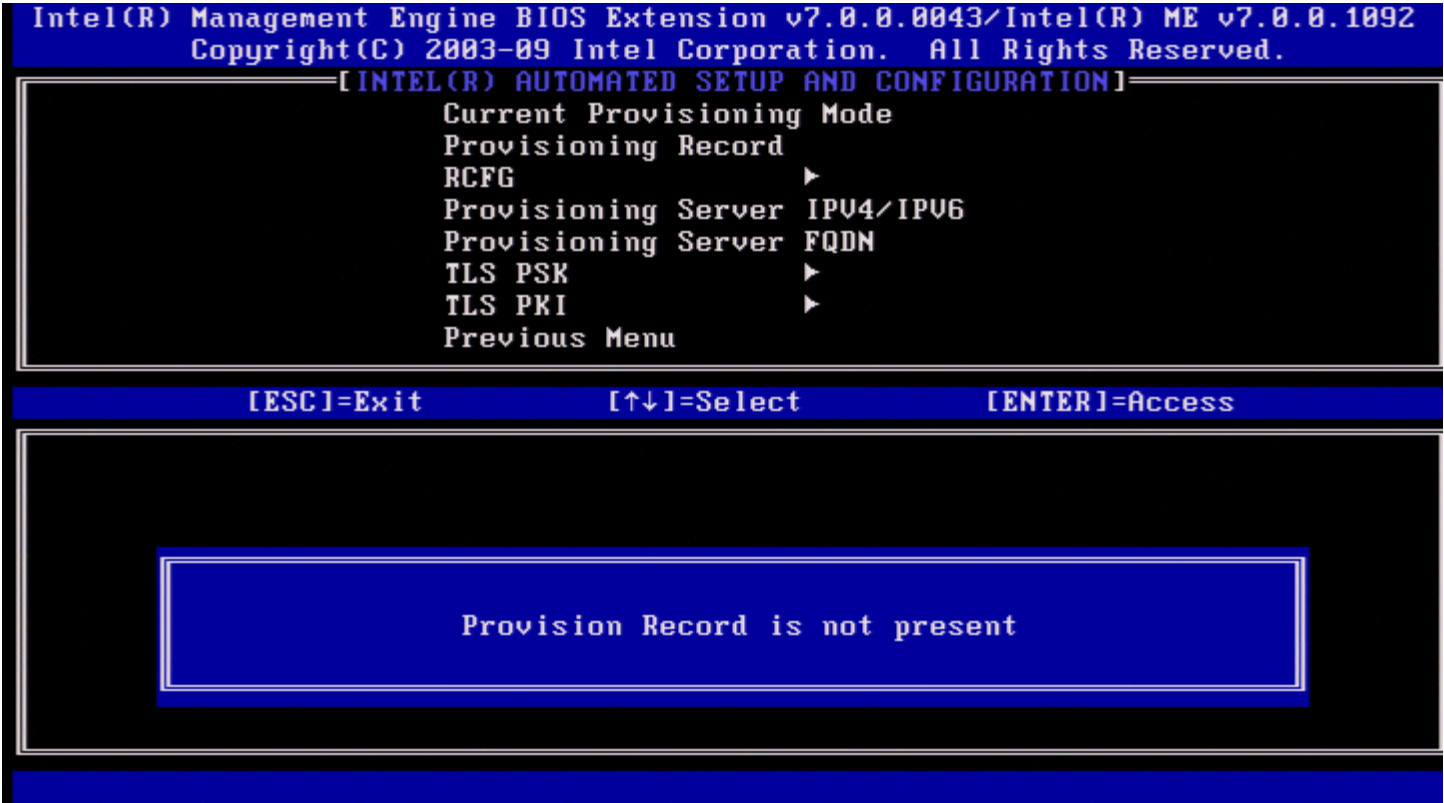 Intel(R) Management Engine BIOS Extension v7.0.0.0043/Intel(R) ME v7.0.0.1092
Copyright(C) 2003-09 Intel Corporation. All Rights Reserved.
[INTEL(R) AUTOMATED SETUP AND CONFIGURATION]
Current Provisioning Mode
Provisioning Record
RCFG ►
Provisioning Server IPV4/IPV6
Provisioning Server FQDN
TLS PSK ►
TLS PKI ►
Previous Menu
[ESC]=Exit [↑↓]=Select [ENTER]=Access
Provision Record is not present